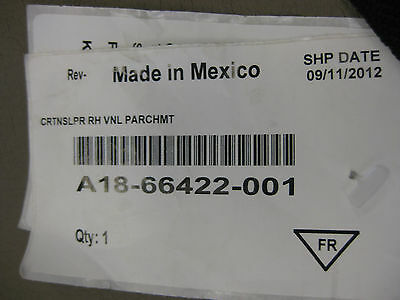 Rev- Made in Mexico
SHP DATE
09/11/2012
CRTNSLPR RH VNL PARCHMT
A18-66422-001
Qty: 1
FR